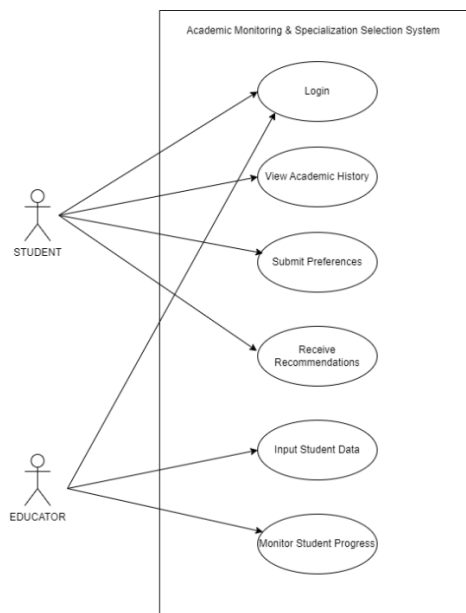 Academic Monitoring & Specialization Selection System
Login
View Academic History
STUDENT
Submit Preferences
Receive
Recommendations
Input Student Data
EDUCATOR
Monitor Student Progress